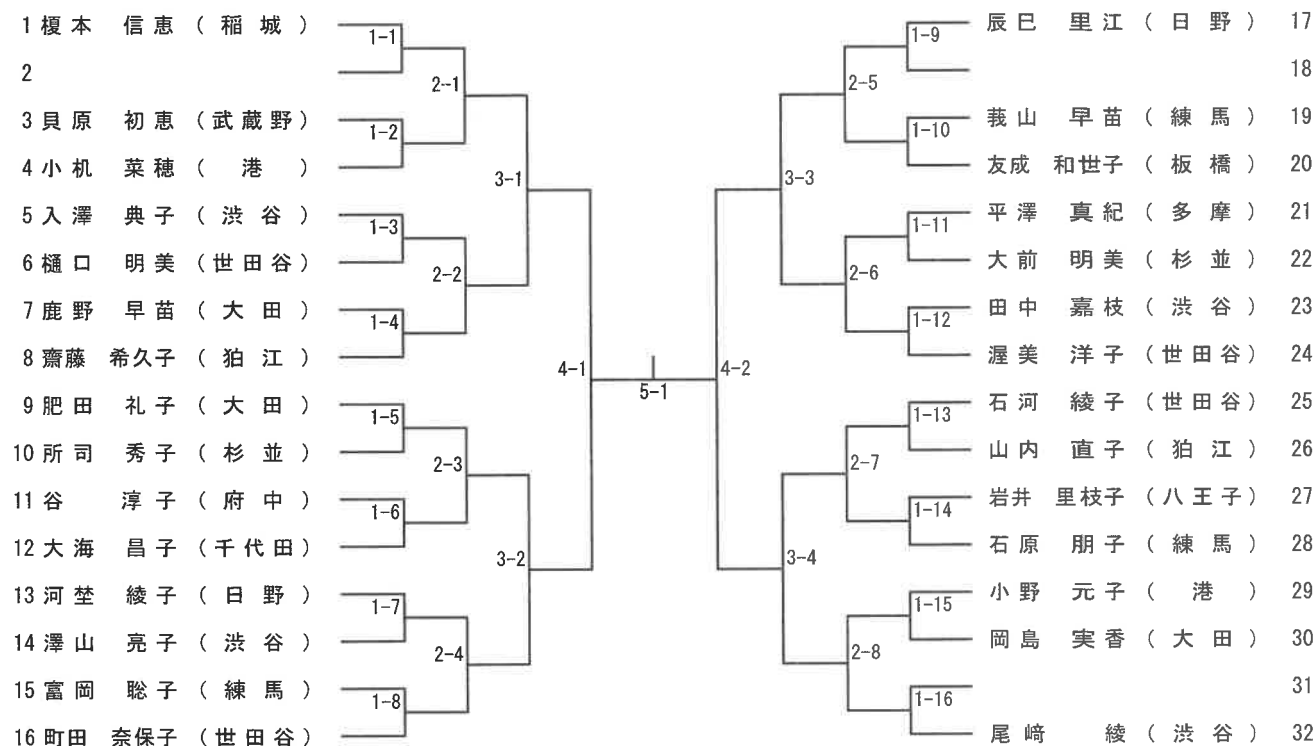 1 榎本 信恵 ( 稲城 )
2
3 貝原 初恵 ( 武蔵野 )
4 小机 菜穂 ( 港 )
5 入澤 典子 ( 渋谷 )
6 樋口 明美 ( 世田谷 )
7 鹿野 早苗 ( 大田 )
8 齋藤 希久子 ( 狛江 )
9 肥田 礼子 ( 大田 )
10 所司 秀子 ( 杉並 )
11 谷 淳子 ( 府中 )
12 大海 昌子 ( 千代田 )
13 河埜 綾子 ( 日野 )
14 澤山 亮子 ( 渋谷 )
15 富岡 聡子 ( 練馬 )
16 町田 奈保子 ( 世田谷 )
1-1
1-2
1-3
1-4
1-5
1-6
1-7
1-8
2-1
2-2
2-3
2-4
3-1
3-2
4-1
5-1
4-2
3-3
3-4
2-5
2-6
2-7
2-8
1-9
1-10
1-11
1-12
1-13
1-14
1-15
1-16
辰巳 里江 ( 日野 ) 17
18
莪山 早苗 ( 練馬 ) 19
友成 和世子 ( 板橋 ) 20
平澤 真紀 ( 多摩 ) 21
大前 明美 ( 杉並 ) 22
田中 嘉枝 ( 渋谷 ) 23
渥美 洋子 ( 世田谷 ) 24
石河 綾子 ( 世田谷 ) 25
山内 直子 ( 狛江 ) 26
岩井 里枝子 ( 八王子 ) 27
石原 朋子 ( 練馬 ) 28
小野 元子 ( 港 ) 29
岡島 実香 ( 大田 ) 30
31
尾﨑 綾 ( 渋谷 ) 32